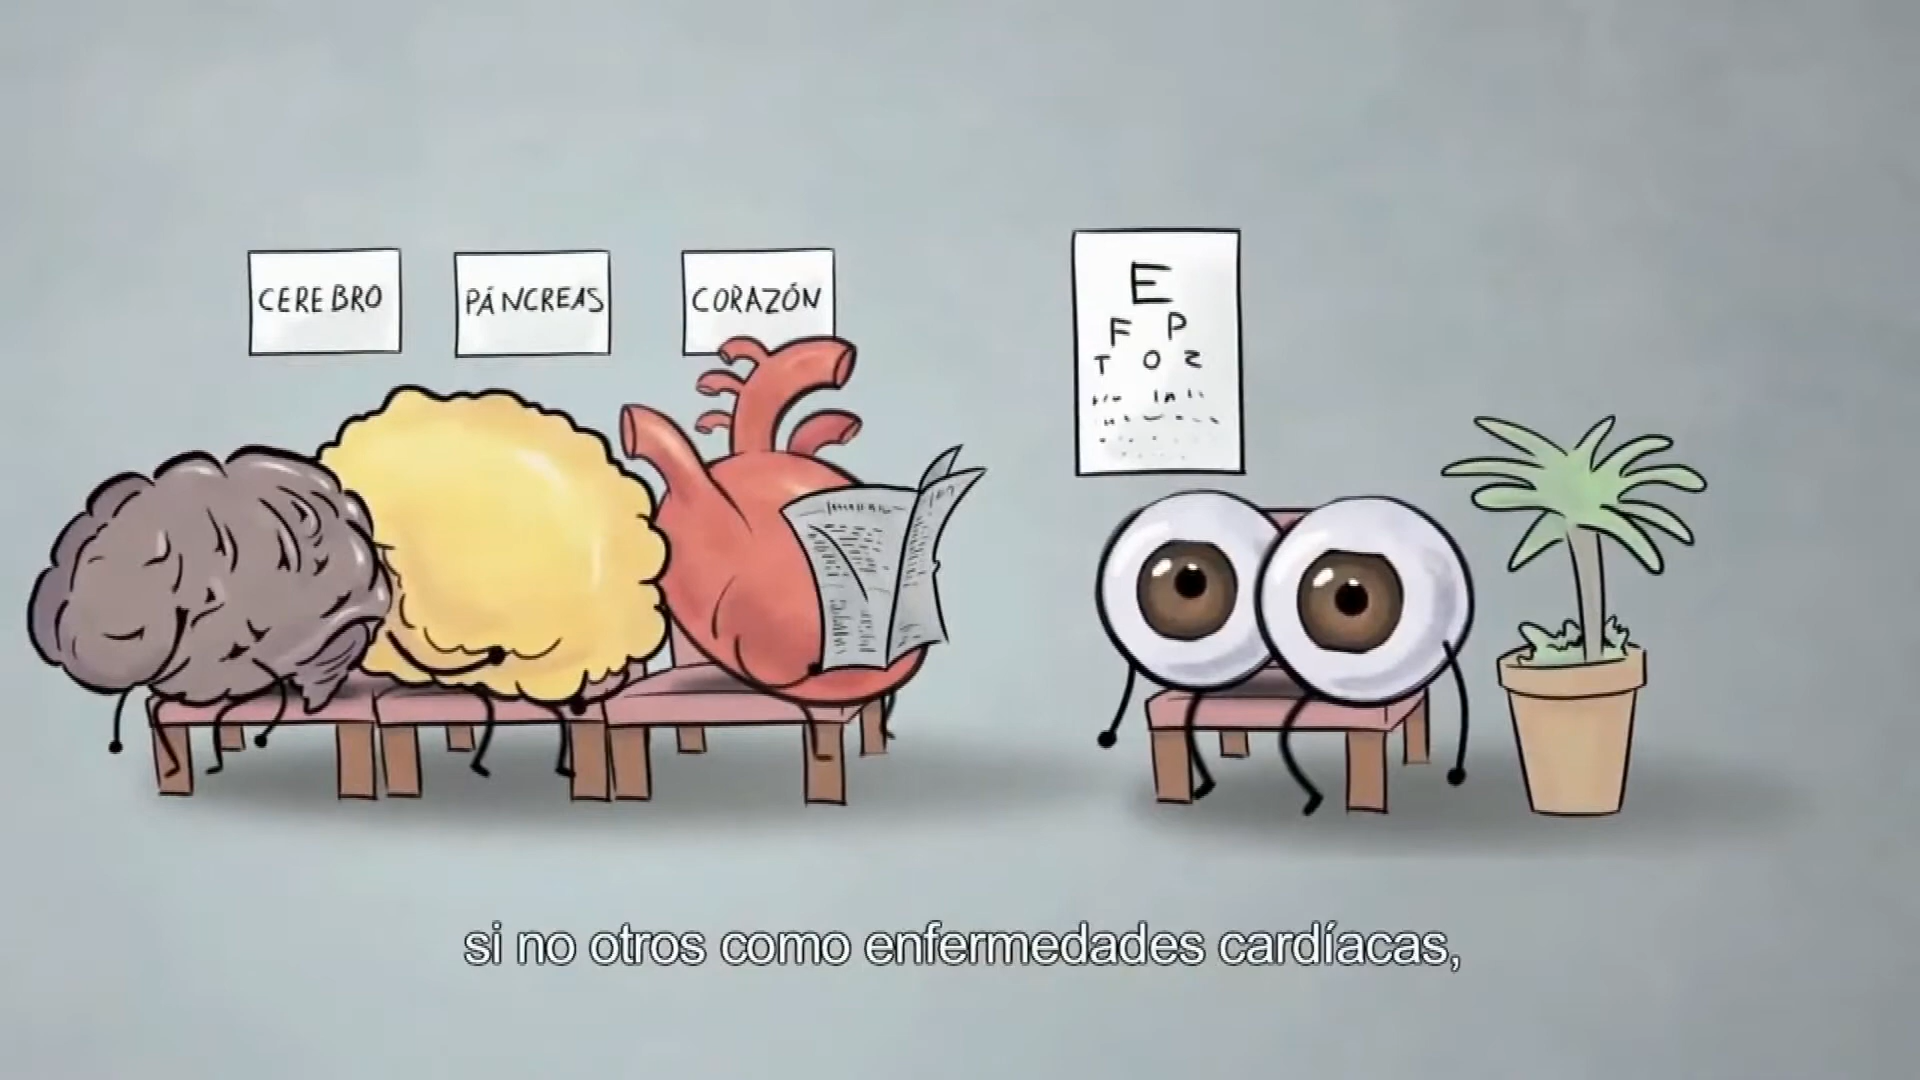 CEREBRO
PÁNCREAS
CORAZÓN
E
F P
T O Z
si no otros como enfermedades cardíacas,